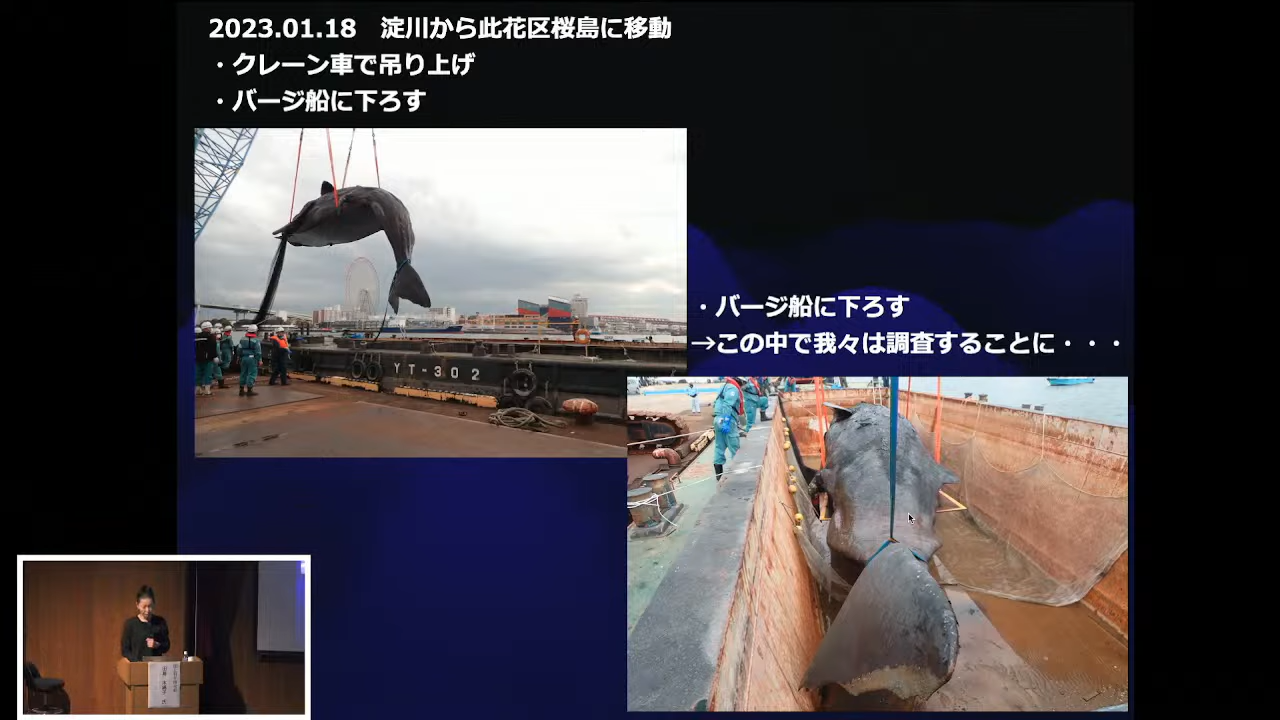 2023.01.18　淀川から此花区桜島に移動
・クレーン車で吊り上げ
・バージ船に下ろす
YT-302
・バージ船に下ろす
→この中で我々は調査することに・・・